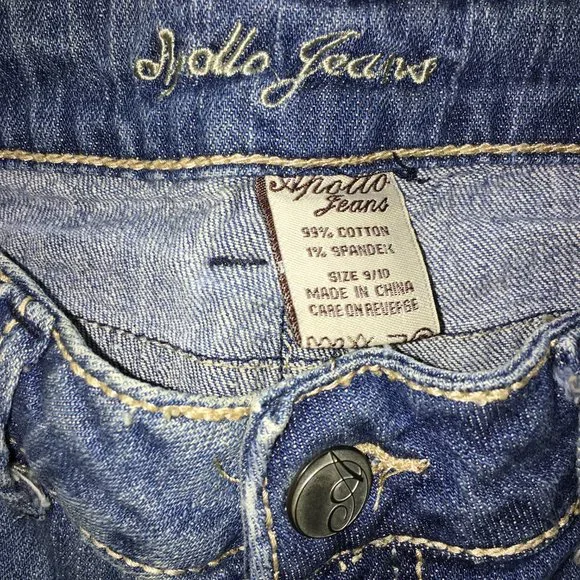 Apollo Jeans
Apollo
Jeans
99% COTTON
1% SPANDEX
SIZE 9/10
MADE IN CHINA
CARE ON REVERSE